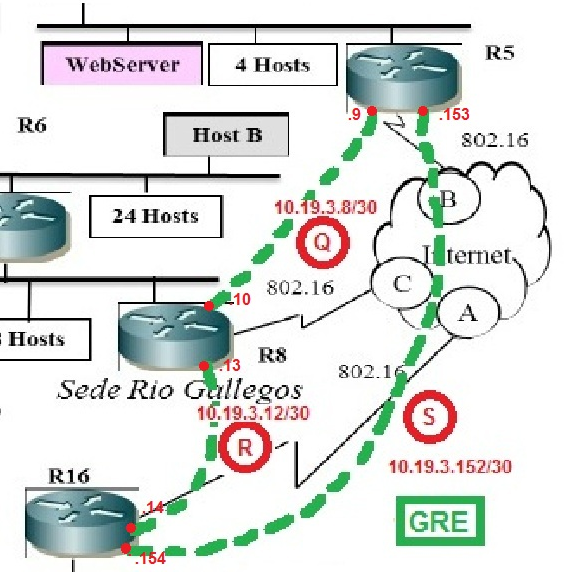 WebServer
4 Hosts
R5
.9
.153
R6
Host B
802.16
24 Hosts
10.19.3.8/30
B
Q
Internet
.10
802.16
C
A
Hosts
R8
.13
802.16
Sede Rio Gallegos
10.19.3.12/30
S
R
10.19.3.152/30
R16
.14
GRE
.154